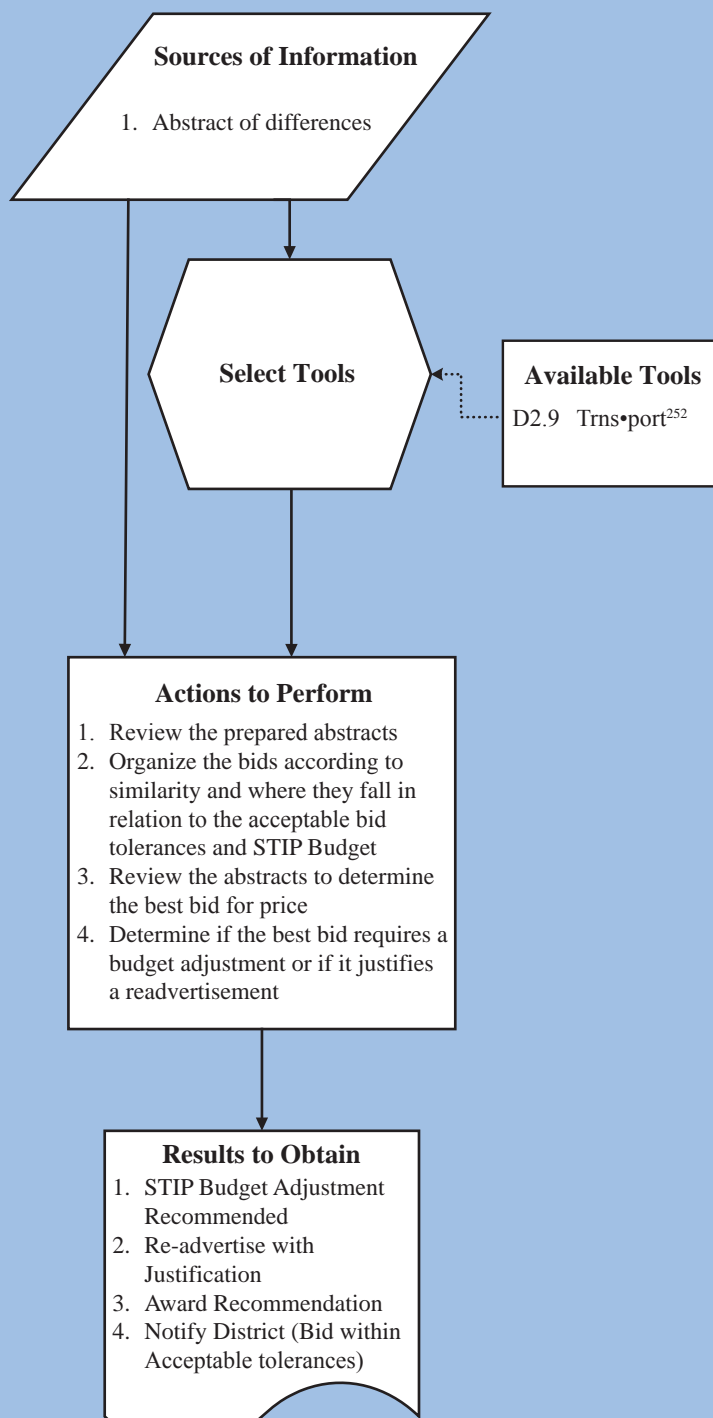 Sources of Information
1. Abstract of differences
Select Tools
Available Tools
D2.9 Trns•port252
Actions to Perform
1. Review the prepared abstracts
2. Organize the bids according to
similarity and where they fall in
relation to the acceptable bid
tolerances and STIP Budget
3. Review the abstracts to determine
the best bid for price
4. Determine if the best bid requires a
budget adjustment or if it justifies
a readvertisement
Results to Obtain
1. STIP Budget Adjustment
Recommended
2. Re-advertise with
Justification
3. Award Recommendation
4. Notify District (Bid within
Acceptable tolerances)